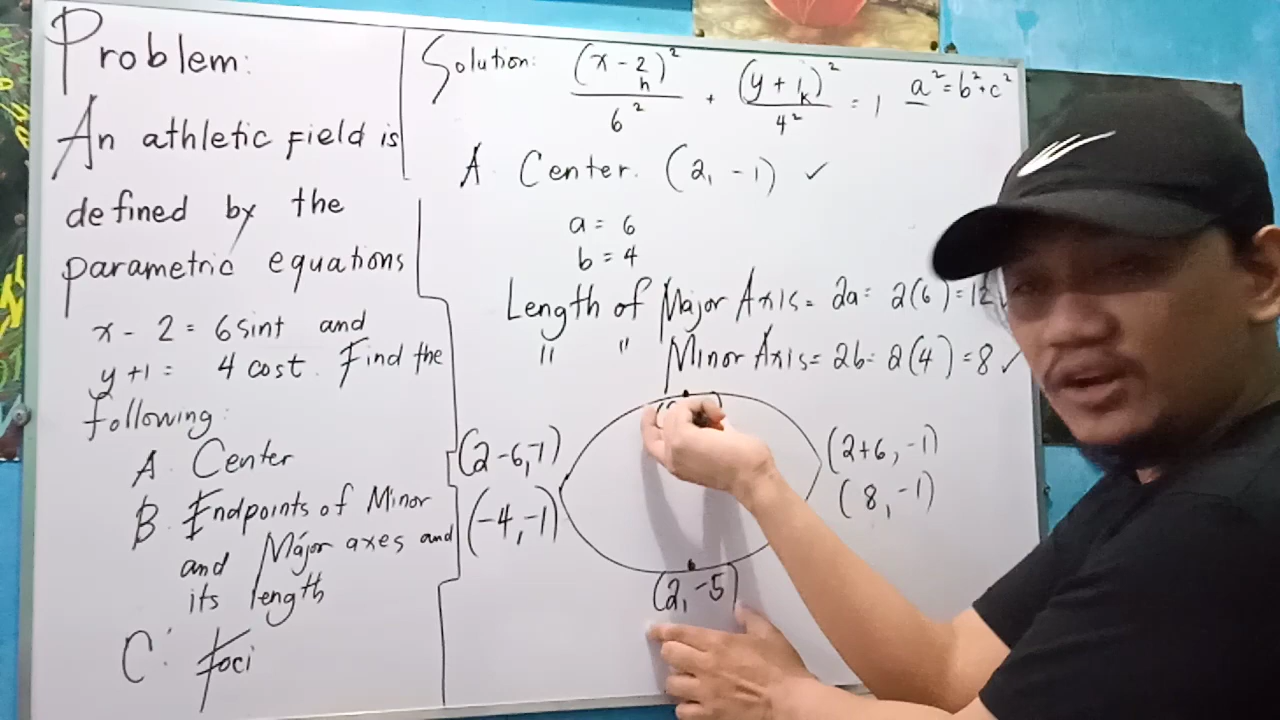 Problem:
An athletic field is
defined by the
parametric equations
x - 2 = 6 sint and
y + 1 = 4 cost. Find the
following:
A. Center
B. Endpoints of Minor
and Major axes and
its length
C. Foci
Solution: (x - 2)² / 6² + (y + 1)² / 4² = 1 a² = b² + c²
h k
A. Center. (2, -1) ✓
a = 6
b = 4
Length of Major Axis = 2a = 2(6) = 12 ✓
" " Minor Axis = 2b = 2(4) = 8 ✓
(2-6, -1) (2+6, -1)
(-4, -1) (8, -1)
(2, -5)